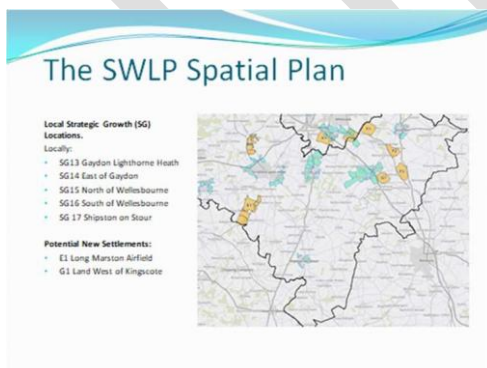 The SWLP Spatial Plan
Local Strategic Growth (SG)
Locations.
Locally:
SG13 Gaydon Lighthorne Heath
SG14 East of Gaydon
SG15 North of Wellesbourne
SG16 South of Wellesbourne
SG 17 Shipston on Stour
Potential New Settlements:
E1 Long Marston Airfield
G1 Land West of Kingscote